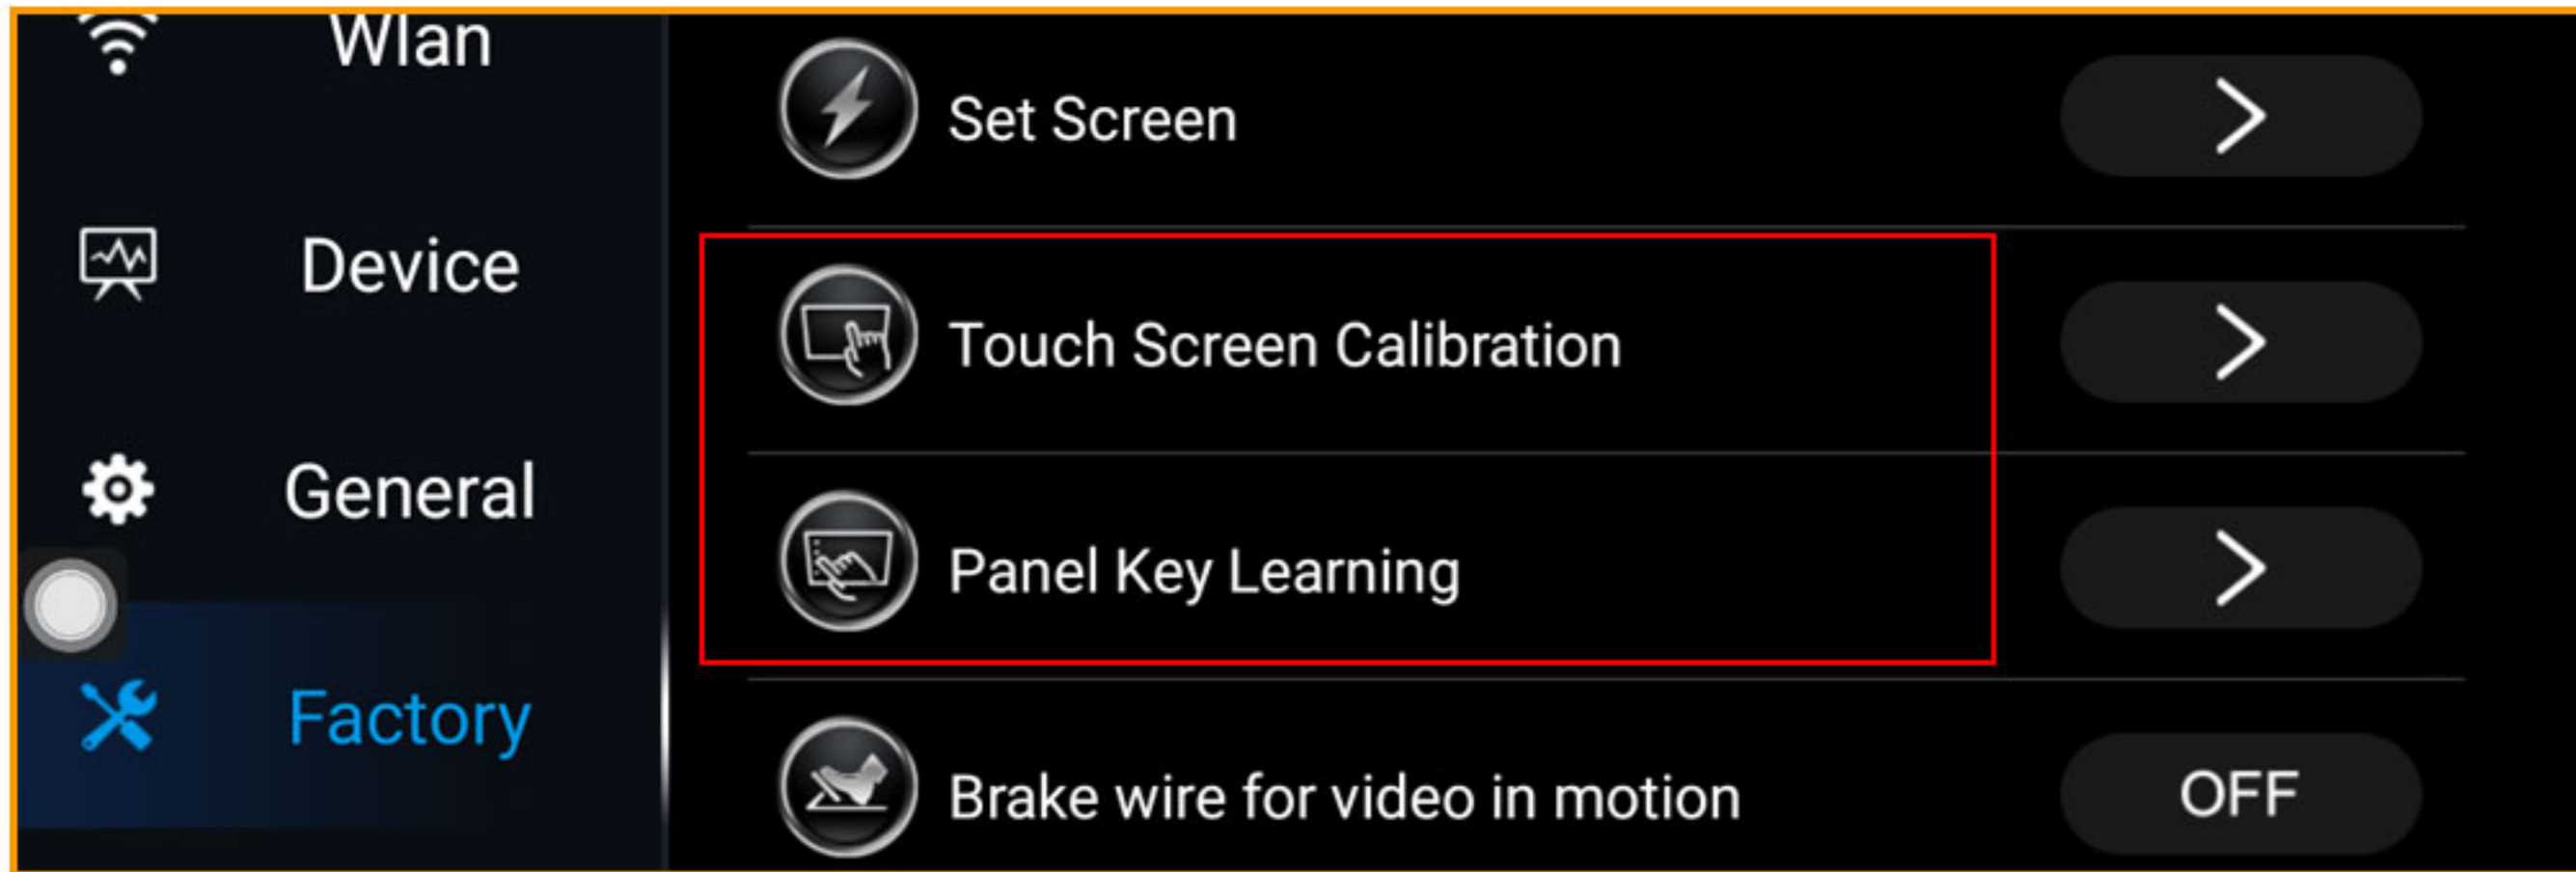 Wlan
Device
General
Factory
Set Screen
Touch Screen Calibration
Panel Key Learning
Brake wire for video in motion
OFF